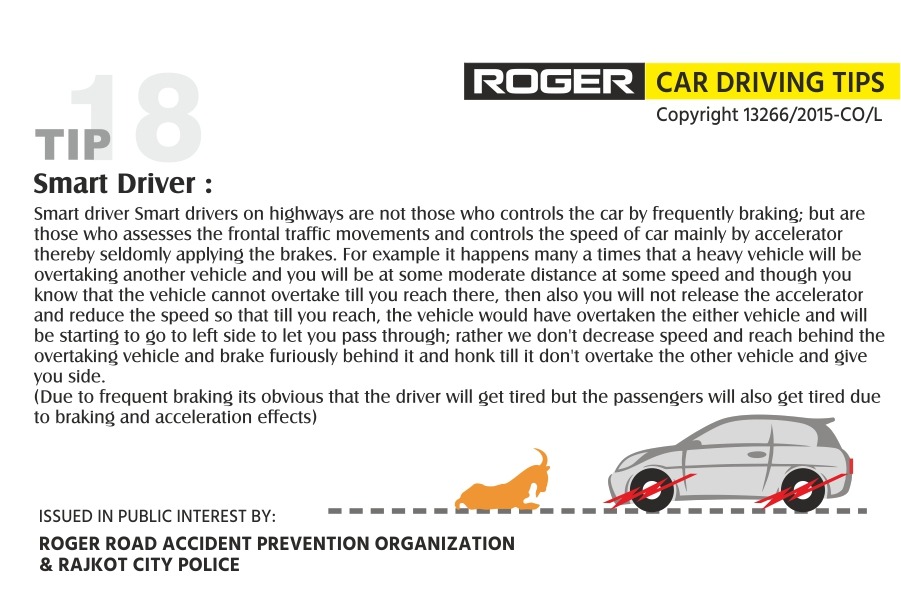 ROGER CAR DRIVING TIPS
Copyright 13266/2015-CO/L
TIP 18
Smart Driver :
Smart driver Smart drivers on highways are not those who controls the car by frequently braking; but are
those who assesses the frontal traffic movements and controls the speed of car mainly by accelerator
thereby seldomly applying the brakes. For example it happens many a times that a heavy vehicle will be
overtaking another vehicle and you will be at some moderate distance at some speed and though you
know that the vehicle cannot overtake till you reach there, then also you will not release the accelerator
and reduce the speed so that till you reach, the vehicle would have overtaken the either vehicle and will
be starting to go to left side to let you pass through; rather we don't decrease speed and reach behind the
overtaking vehicle and brake furiously behind it and honk till it don't overtake the other vehicle and give
you side.
(Due to frequent braking its obvious that the driver will get tired but the passengers will also get tired due
to braking and acceleration effects)
ISSUED IN PUBLIC INTEREST BY:
ROGER ROAD ACCIDENT PREVENTION ORGANIZATION
& RAJKOT CITY POLICE